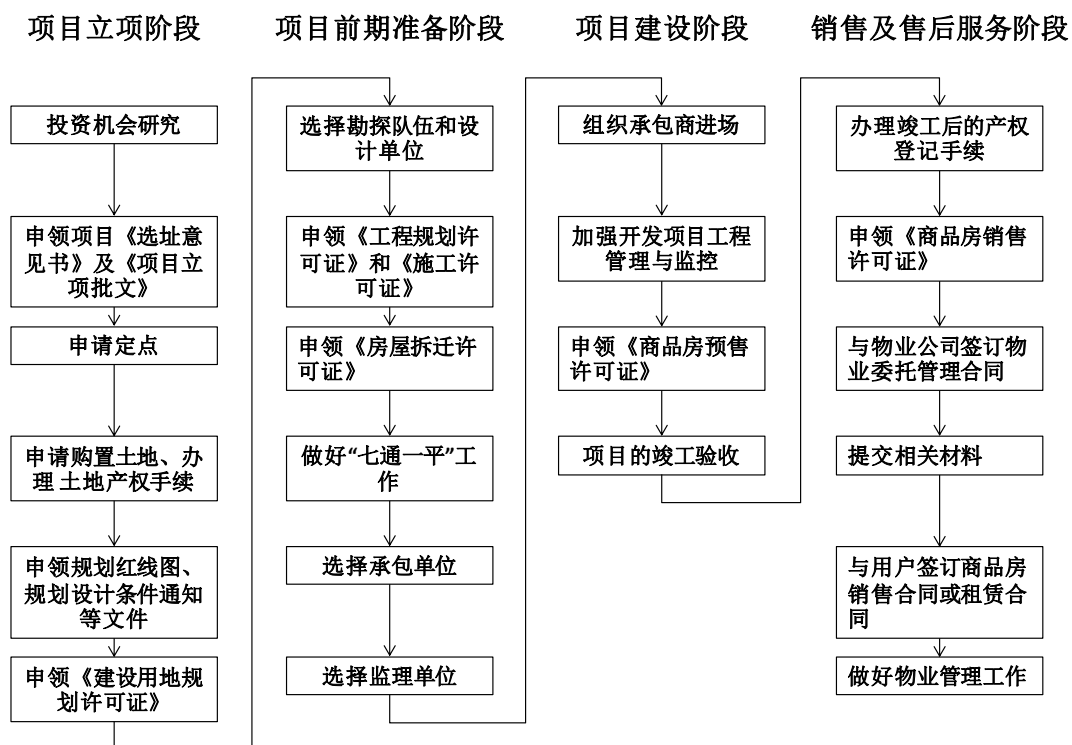 项目立项阶段
投资机会研究
申领项目《选址意
见书》及《项目立
项批文》
申请定点
申请购置土地、办
理 土地产权手续
申领规划红线图、
规划设计条件通知
等文件
申领《建设用地规
划许可证》
项目前期准备阶段
选择勘探队伍和设
计单位
申领《工程规划许
可证》和《施工许
可证》
申领《房屋拆迁许
可证》
做好“七通一平”工
作
选择承包单位
选择监理单位
项目建设阶段
组织承包商进场
加强开发项目工程
管理与监控
申领《商品房预售
许可证》
项目的竣工验收
销售及售后服务阶段
办理竣工后的产权
登记手续
申领《商品房销售
许可证》
与物业公司签订物
业委托管理合同
提交相关材料
与用户签订商品房
销售合同或租赁合
同
做好物业管理工作